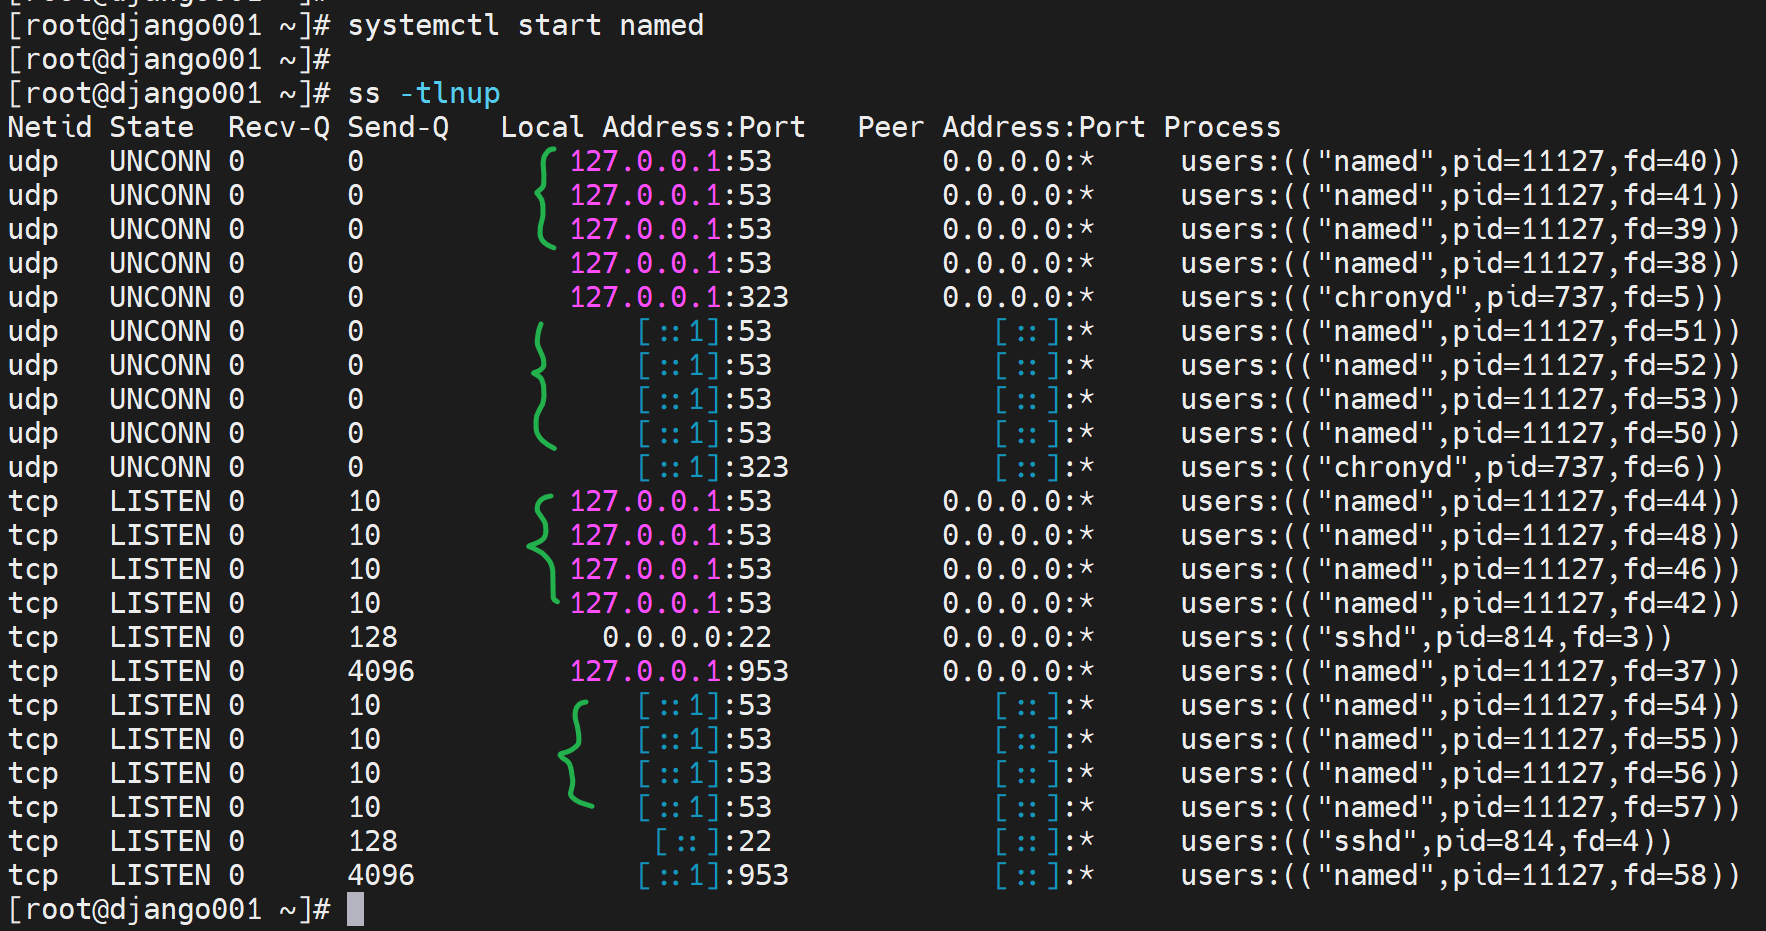 [root@django001 ~]# systemctl start named
[root@django001 ~]#
[root@django001 ~]# ss -tlnup
Netid State  Recv-Q Send-Q   Local Address:Port   Peer Address:Port Process
udp   UNCONN 0      0            127.0.0.1:53          0.0.0.0:*     users:(("named",pid=11127,fd=40))
udp   UNCONN 0      0            127.0.0.1:53          0.0.0.0:*     users:(("named",pid=11127,fd=41))
udp   UNCONN 0      0            127.0.0.1:53          0.0.0.0:*     users:(("named",pid=11127,fd=39))
udp   UNCONN 0      0            127.0.0.1:53          0.0.0.0:*     users:(("named",pid=11127,fd=38))
udp   UNCONN 0      0            127.0.0.1:323         0.0.0.0:*     users:(("chronyd",pid=737,fd=5))
udp   UNCONN 0      0                [::1]:53             [::]:*     users:(("named",pid=11127,fd=51))
udp   UNCONN 0      0                [::1]:53             [::]:*     users:(("named",pid=11127,fd=52))
udp   UNCONN 0      0                [::1]:53             [::]:*     users:(("named",pid=11127,fd=53))
udp   UNCONN 0      0                [::1]:53             [::]:*     users:(("named",pid=11127,fd=50))
udp   UNCONN 0      0                [::1]:323            [::]:*     users:(("chronyd",pid=737,fd=6))
tcp   LISTEN 0      10           127.0.0.1:53          0.0.0.0:*     users:(("named",pid=11127,fd=44))
tcp   LISTEN 0      10           127.0.0.1:53          0.0.0.0:*     users:(("named",pid=11127,fd=48))
tcp   LISTEN 0      10           127.0.0.1:53          0.0.0.0:*     users:(("named",pid=11127,fd=46))
tcp   LISTEN 0      10           127.0.0.1:53          0.0.0.0:*     users:(("named",pid=11127,fd=42))
tcp   LISTEN 0      128            0.0.0.0:22          0.0.0.0:*     users:(("sshd",pid=814,fd=3))
tcp   LISTEN 0      4096         127.0.0.1:953         0.0.0.0:*     users:(("named",pid=11127,fd=37))
tcp   LISTEN 0      10               [::1]:53             [::]:*     users:(("named",pid=11127,fd=54))
tcp   LISTEN 0      10               [::1]:53             [::]:*     users:(("named",pid=11127,fd=55))
tcp   LISTEN 0      10               [::1]:53             [::]:*     users:(("named",pid=11127,fd=56))
tcp   LISTEN 0      10               [::1]:53             [::]:*     users:(("named",pid=11127,fd=57))
tcp   LISTEN 0      128               [::]:22             [::]:*     users:(("sshd",pid=814,fd=4))
tcp   LISTEN 0      4096             [::1]:953            [::]:*     users:(("named",pid=11127,fd=58))
[root@django001 ~]#